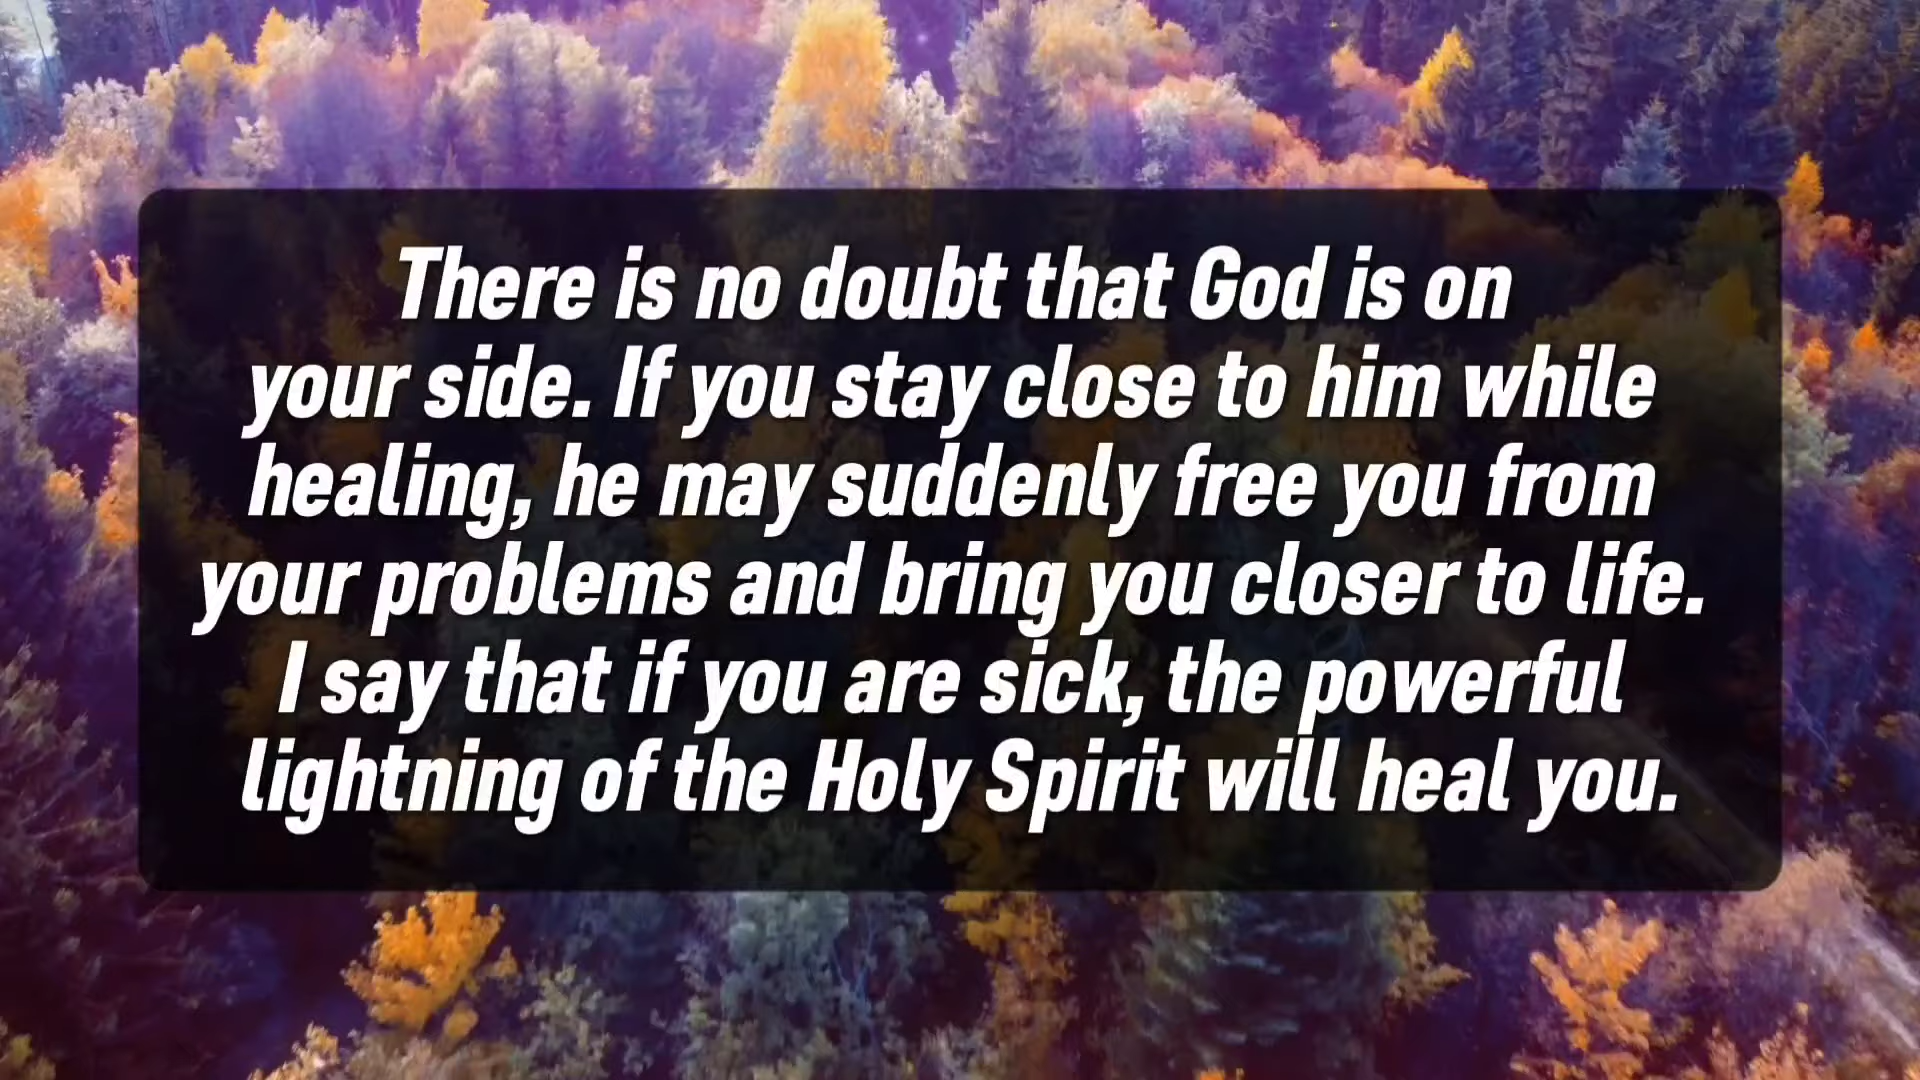 There is no doubt that God is on
your side. If you stay close to him while
healing, he may suddenly free you from
your problems and bring you closer to life.
I say that if you are sick, the powerful
lightning of the Holy Spirit will heal you.